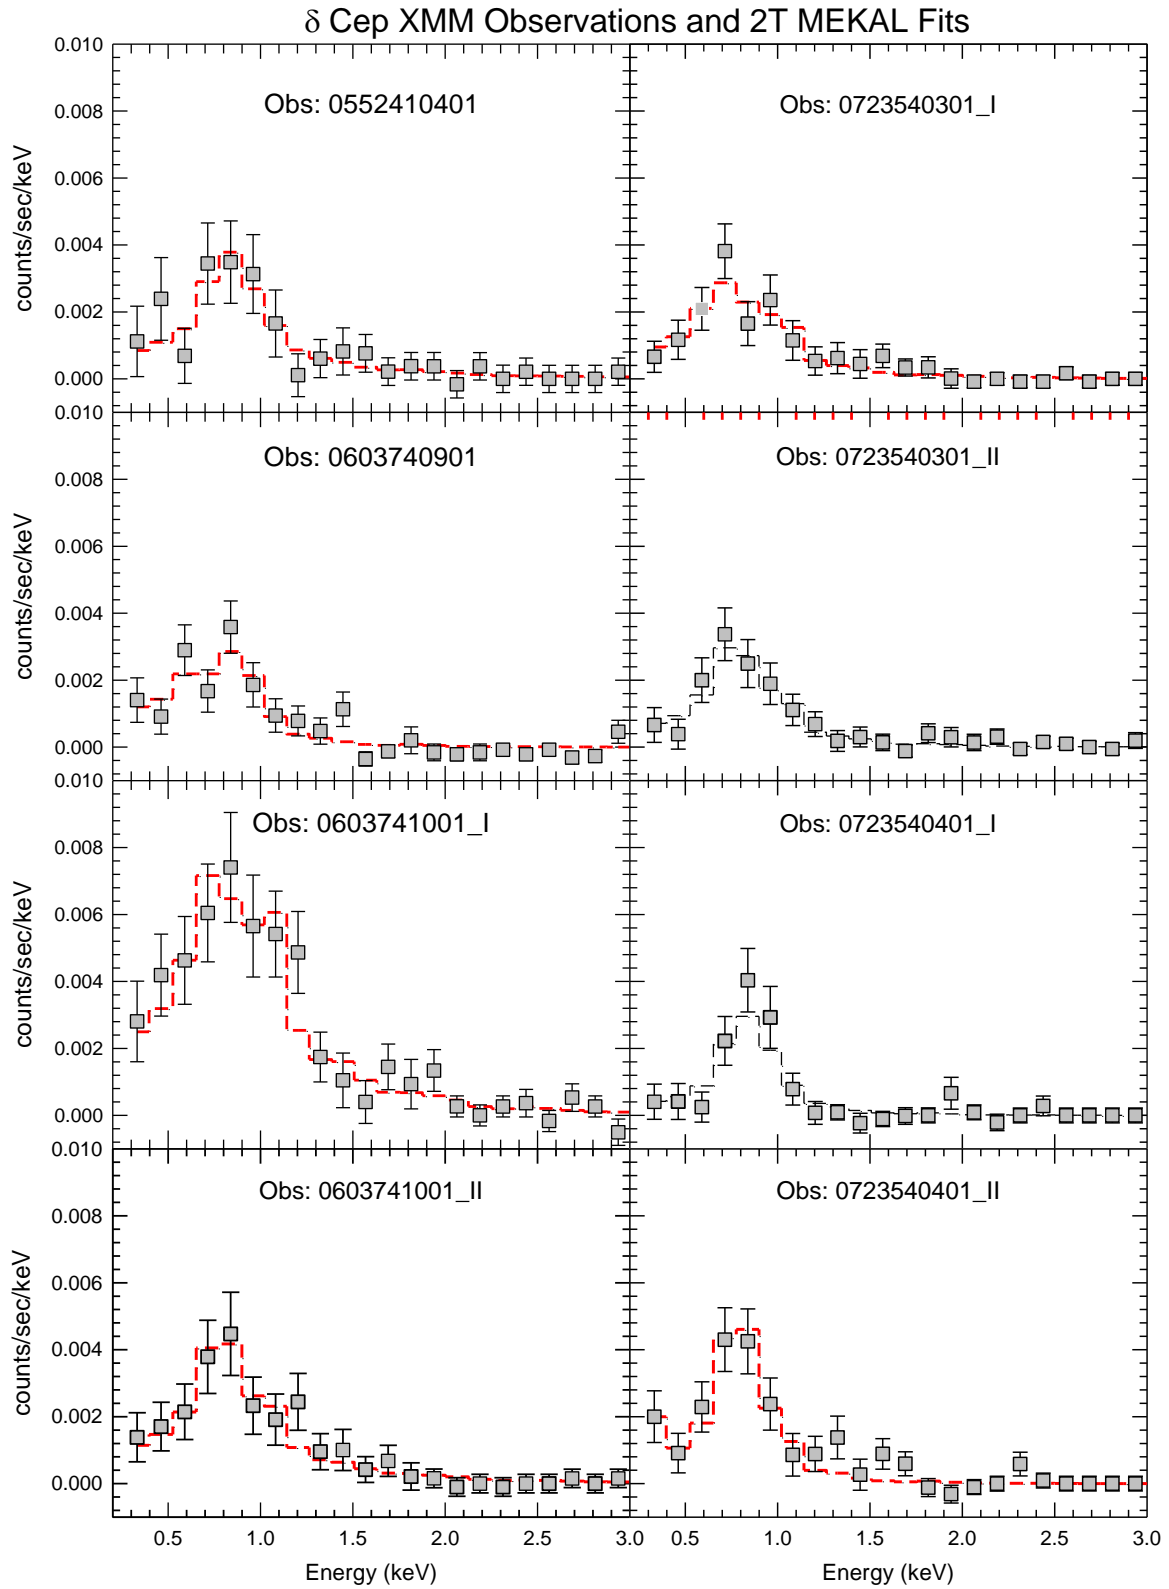 δ Cep XMM Observations and 2T MEKAL Fits
0.010
0.008
0.006
0.004
0.002
0.000
counts/sec/keV
Obs: 0552410401
Obs: 0723540301_I
0.010
0.008
0.006
0.004
0.002
0.000
counts/sec/keV
Obs: 0603740901
Obs: 0723540301_II
0.010
0.008
0.006
0.004
0.002
0.000
counts/sec/keV
Obs: 0603741001_I
Obs: 0723540401_I
0.010
0.008
0.006
0.004
0.002
0.000
counts/sec/keV
Obs: 0603741001_II
Obs: 0723540401_II
0.5 1.0 1.5 2.0 2.5 3.0
0.5 1.0 1.5 2.0 2.5 3.0
Energy (keV)
Energy (keV)